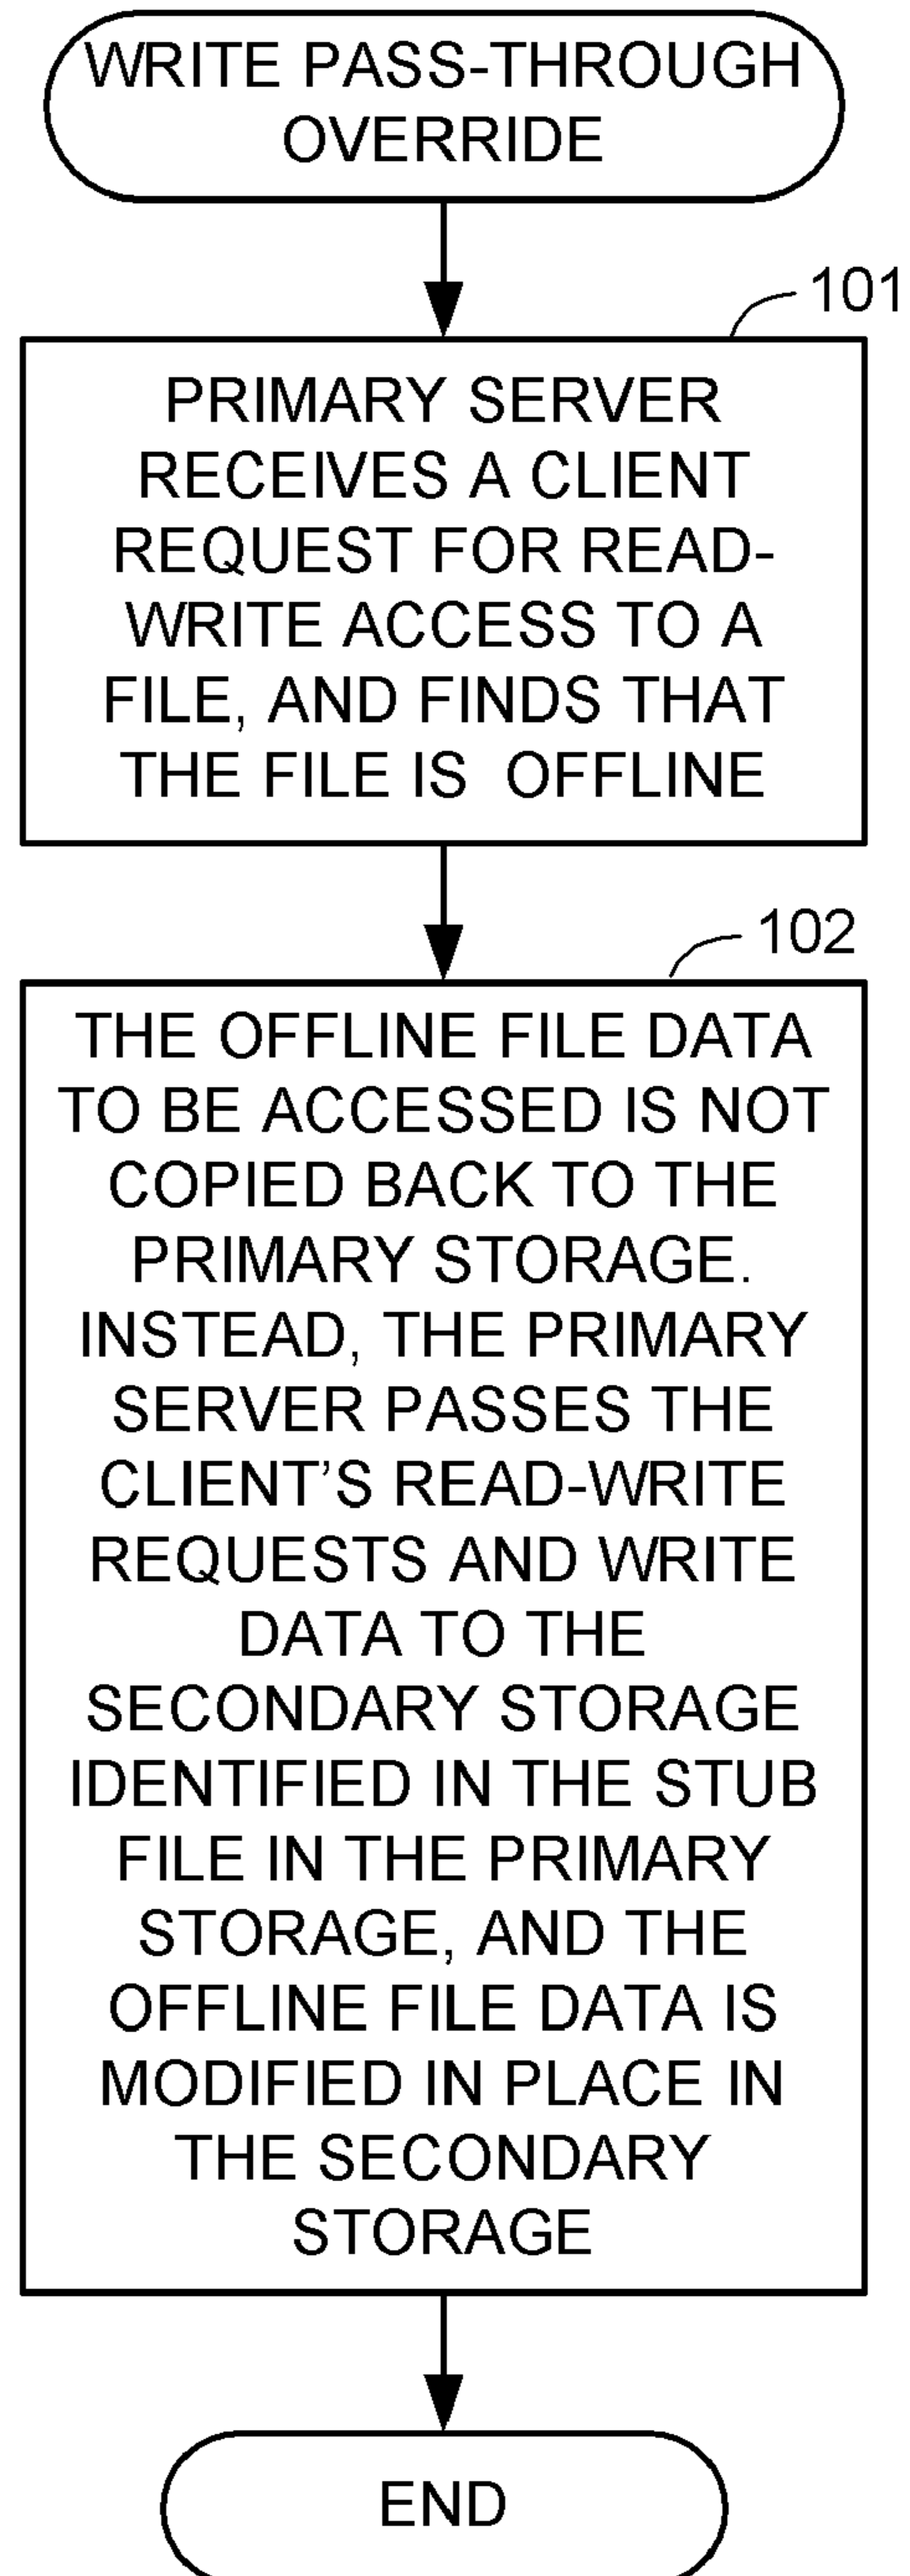 WRITE PASS-THROUGH
OVERRIDE
101
PRIMARY SERVER
RECEIVES A CLIENT
REQUEST FOR READ-
WRITE ACCESS TO A
FILE, AND FINDS THAT
THE FILE IS OFFLINE
102
THE OFFLINE FILE DATA
TO BE ACCESSED IS NOT
COPIED BACK TO THE
PRIMARY STORAGE.
INSTEAD, THE PRIMARY
SERVER PASSES THE
CLIENT’S READ-WRITE
REQUESTS AND WRITE
DATA TO THE
SECONDARY STORAGE
IDENTIFIED IN THE STUB
FILE IN THE PRIMARY
STORAGE, AND THE
OFFLINE FILE DATA IS
MODIFIED IN PLACE IN
THE SECONDARY
STORAGE
END